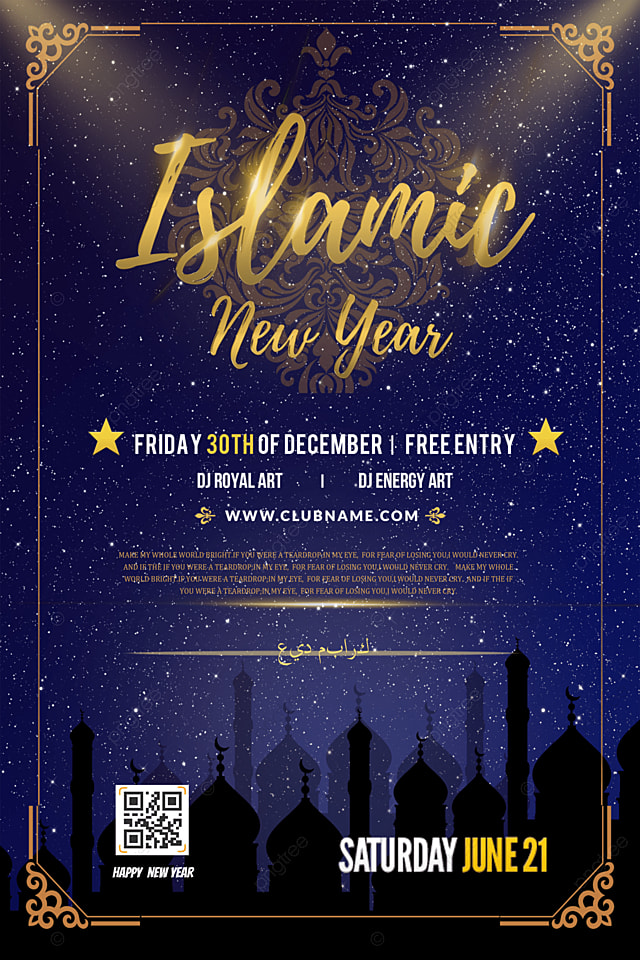 Islamic
New Year
FRIDAY 30TH OF DECEMBER | FREE ENTRY
DJ ROYAL ART | DJ ENERGY ART
WWW.CLUBNAME.COM
MAKE MY WHOLE WORLD BRIGHT.IF YOU WERE A TEARDROP,IN MY EYE, FOR FEAR OF LOSING YOU,I WOULD NEVER CRY.
AND IF THE IF YOU WERE A TEARDROP,IN MY EYE, FOR FEAR OF LOSING YOU,I WOULD NEVER CRY. MAKE MY WHOLE
WORLD BRIGHT.IF YOU WERE A TEARDROP,IN MY EYE, FOR FEAR OF LOSING YOU,I WOULD NEVER CRY. AND IF THE IF
YOU WERE A TEARDROP,IN MY EYE, FOR FEAR OF LOSING YOU,I WOULD NEVER CRY.
عيد مبارك
HAPPY NEW YEAR
SATURDAY JUNE 21
pngtree